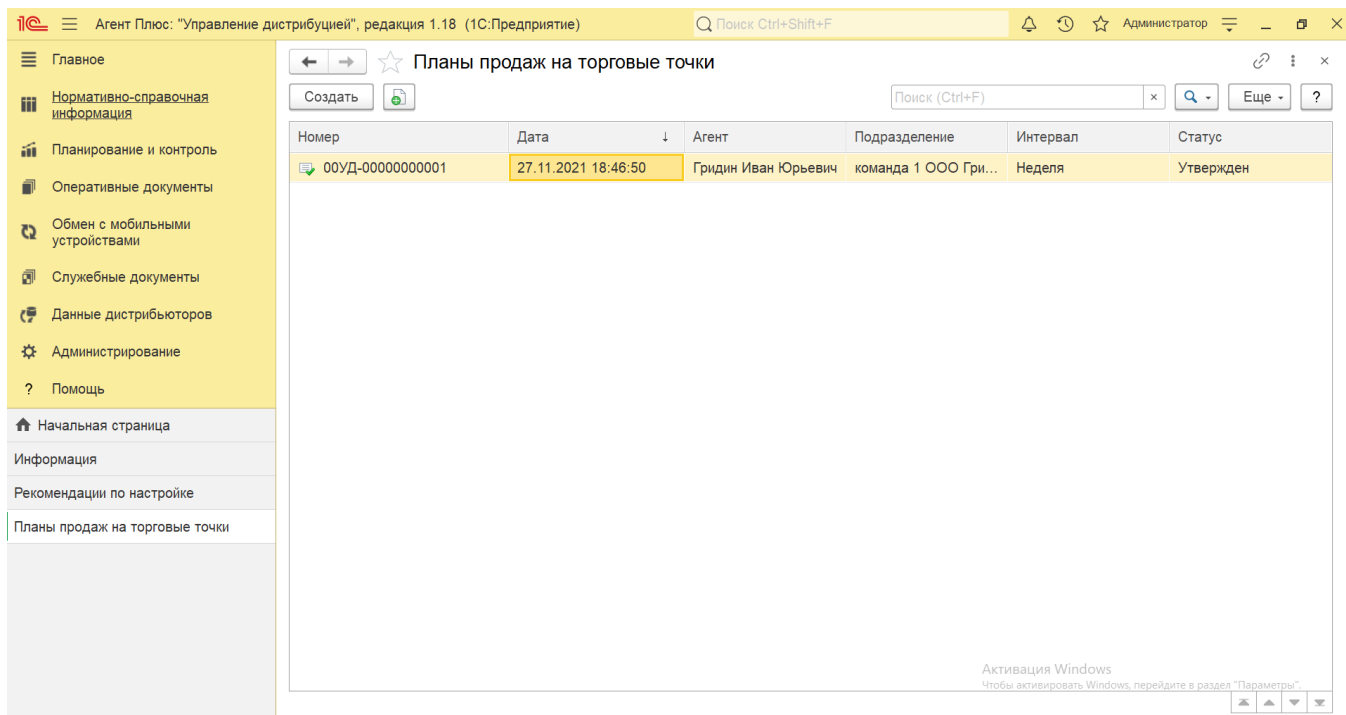 1С Агент Плюс: "Управление дистрибуцией", редакция 1.18 (1С:Предприятие) Поиск Ctrl+Shift+F Администратор
Главное
Нормативно-справочная
информация
Планирование и контроль
Оперативные документы
Обмен с мобильными
устройствами
Служебные документы
Данные дистрибьюторов
Администрирование
? Помощь
Начальная страница
Информация
Рекомендации по настройке
Планы продаж на торговые точки
Планы продаж на торговые точки
Создать Поиск (Ctrl+F) × Еще ?
Номер Дата ↓ Агент Подразделение Интервал Статус
00УД-00000000001 27.11.2021 18:46:50 Гридин Иван Юрьевич команда 1 ООО Гри... Неделя Утвержден
Активация Windows
Чтобы активировать Windows, перейдите в раздел "Параметры".